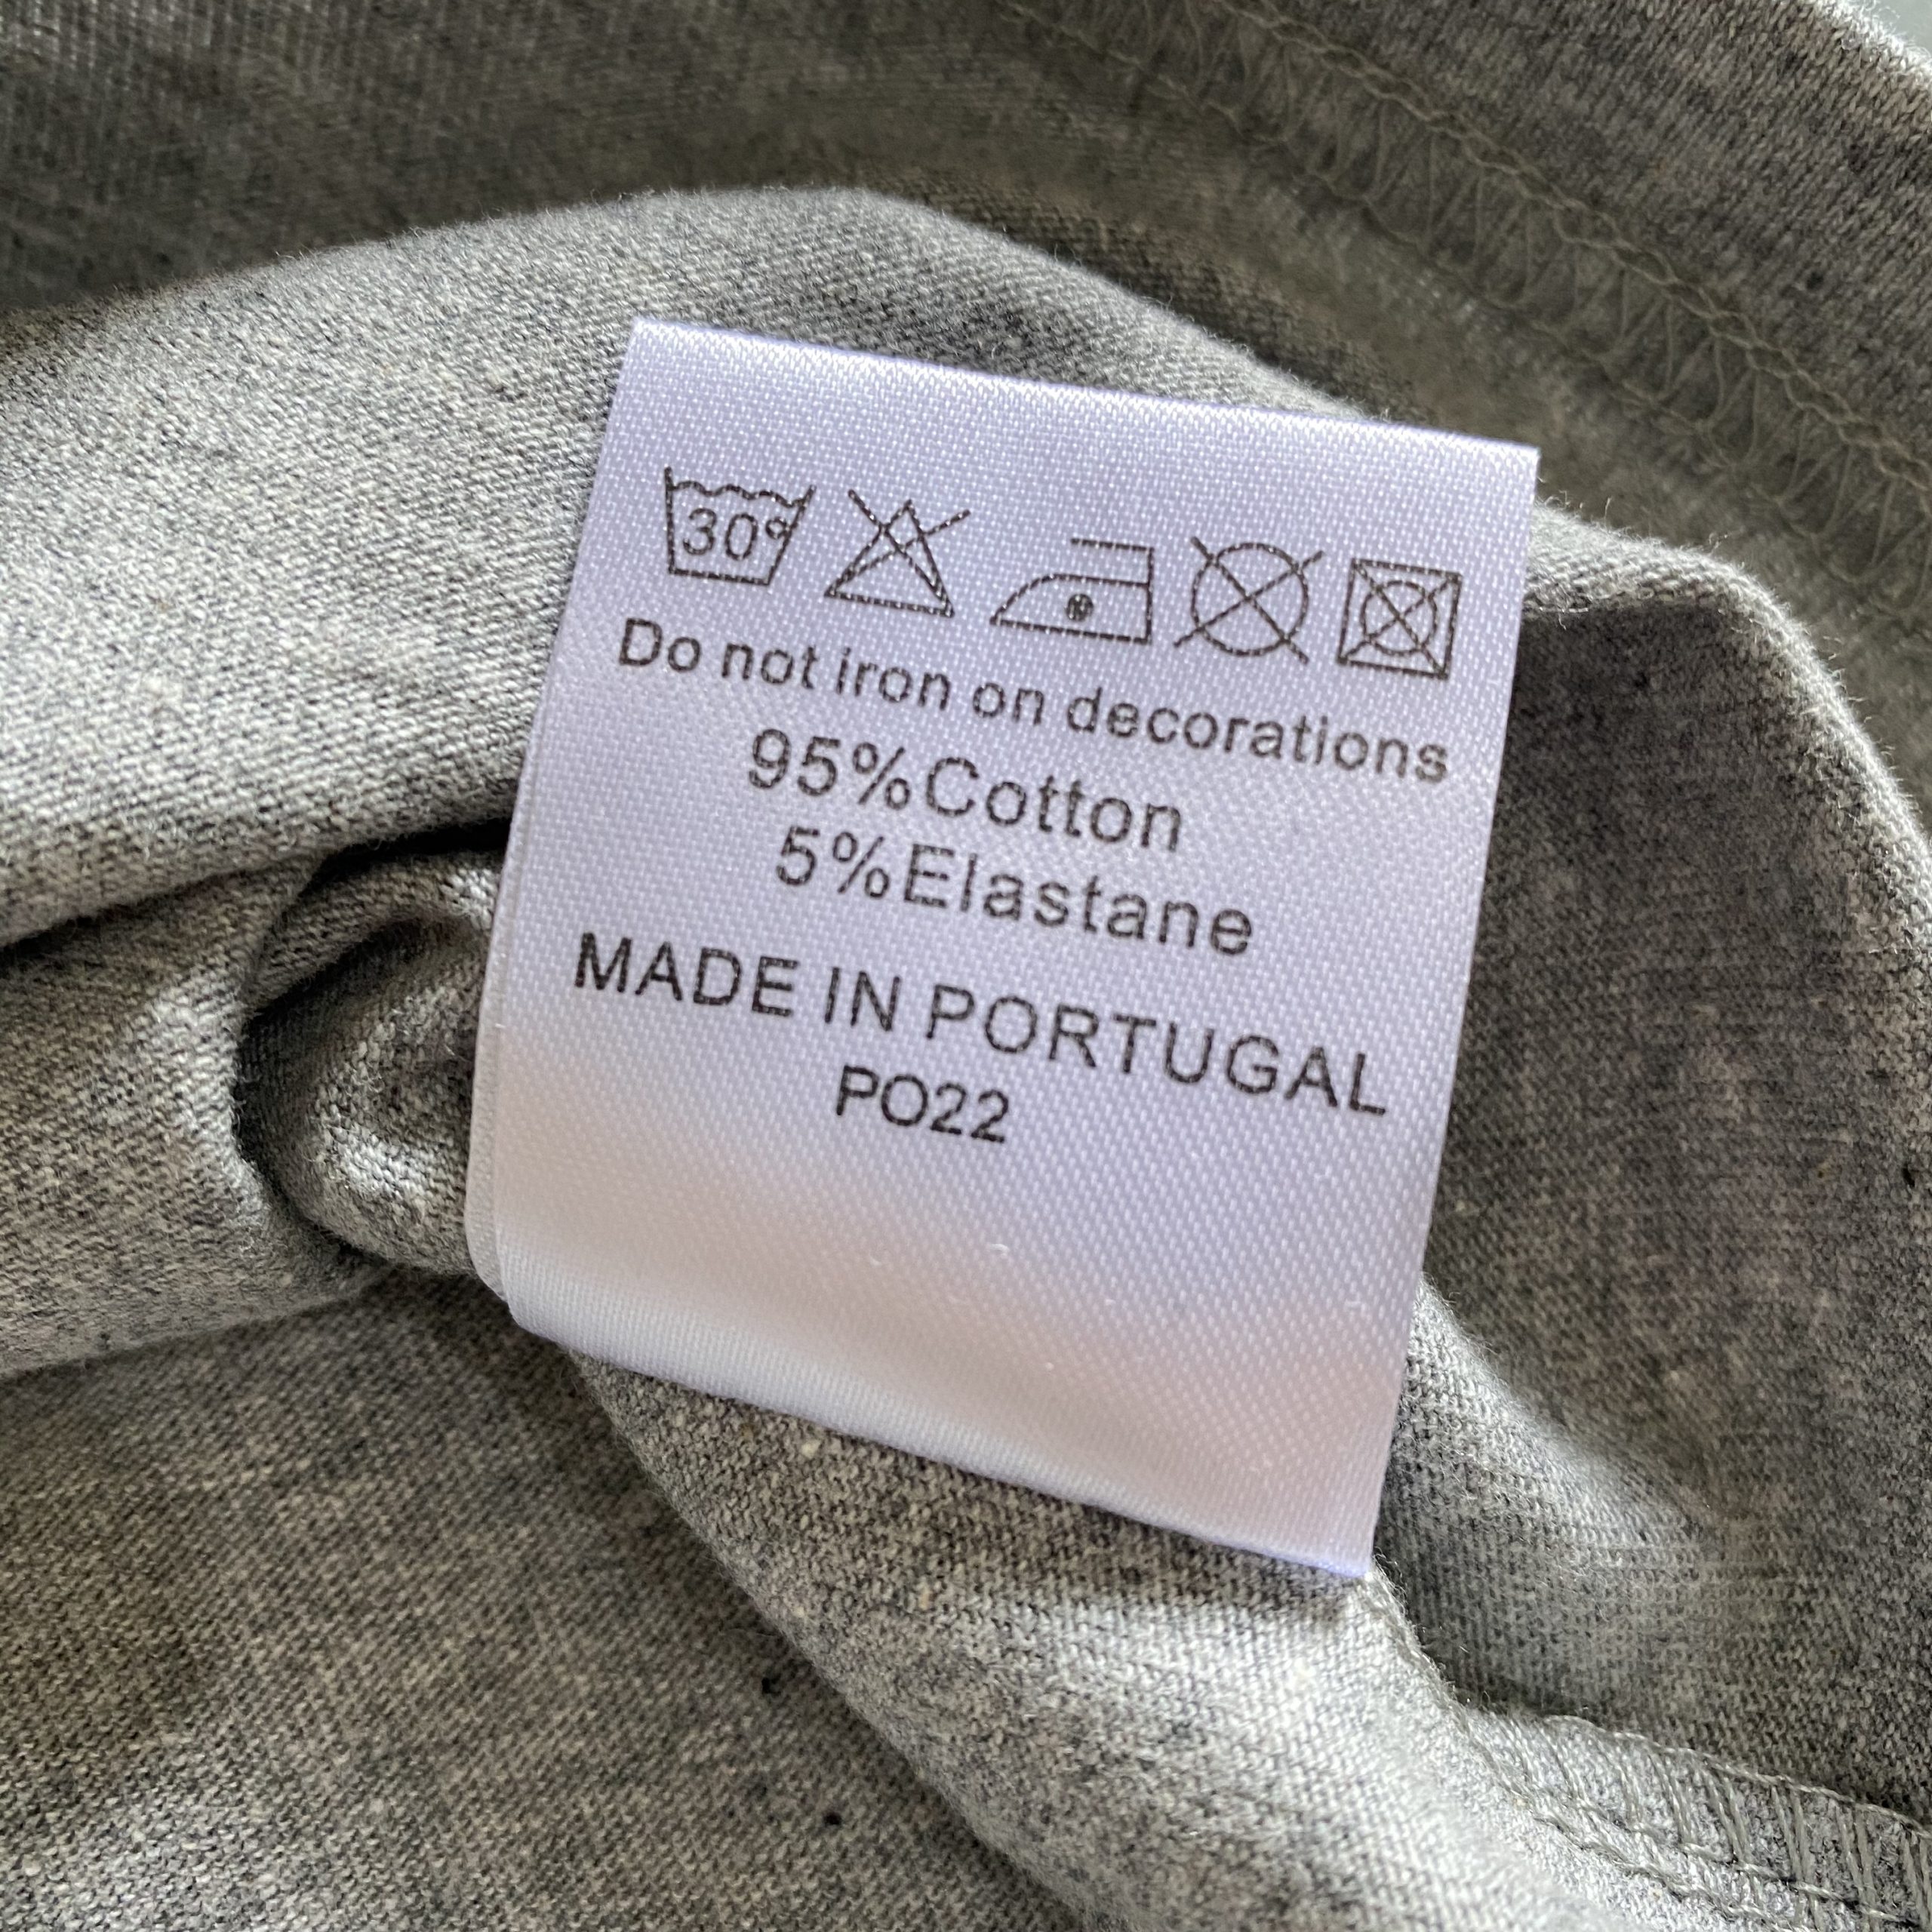 30°
Do not iron on decorations
95%Cotton
5%Elastane
MADE IN PORTUGAL
PO22